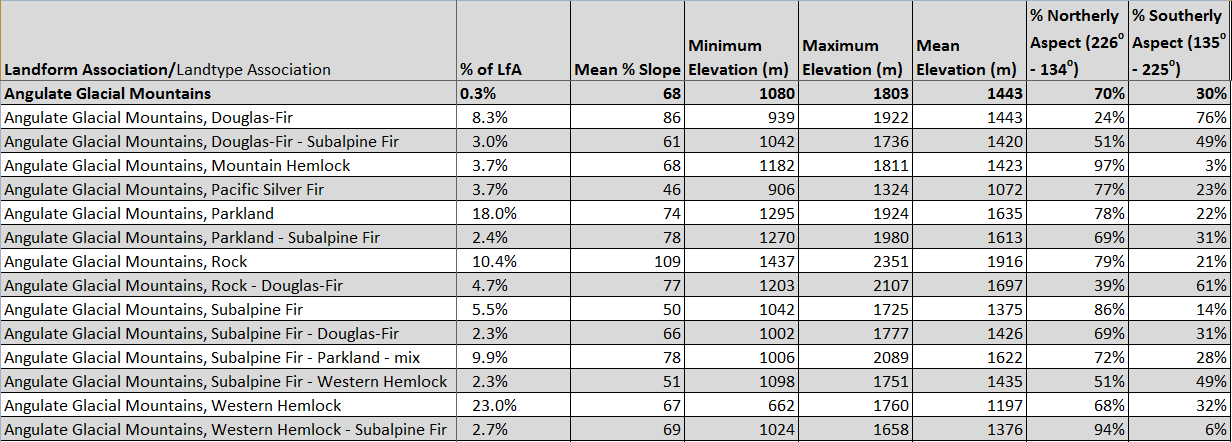 Landform Association/Landtype Association | % of LfA | Mean % Slope | Minimum Elevation (m) | Maximum Elevation (m) | Mean Elevation (m) | % Northerly Aspect (226° - 134°) | % Southerly Aspect (135° - 225°)
Angulate Glacial Mountains | 0.3% | 68 | 1080 | 1803 | 1443 | 70% | 30%
Angulate Glacial Mountains, Douglas-Fir | 8.3% | 86 | 939 | 1922 | 1443 | 24% | 76%
Angulate Glacial Mountains, Douglas-Fir - Subalpine Fir | 3.0% | 61 | 1042 | 1736 | 1420 | 51% | 49%
Angulate Glacial Mountains, Mountain Hemlock | 3.7% | 68 | 1182 | 1811 | 1423 | 97% | 3%
Angulate Glacial Mountains, Pacific Silver Fir | 3.7% | 46 | 906 | 1324 | 1072 | 77% | 23%
Angulate Glacial Mountains, Parkland | 18.0% | 74 | 1295 | 1924 | 1635 | 78% | 22%
Angulate Glacial Mountains, Parkland - Subalpine Fir | 2.4% | 78 | 1270 | 1980 | 1613 | 69% | 31%
Angulate Glacial Mountains, Rock | 10.4% | 109 | 1437 | 2351 | 1916 | 79% | 21%
Angulate Glacial Mountains, Rock - Douglas-Fir | 4.7% | 77 | 1203 | 2107 | 1697 | 39% | 61%
Angulate Glacial Mountains, Subalpine Fir | 5.5% | 50 | 1042 | 1725 | 1375 | 86% | 14%
Angulate Glacial Mountains, Subalpine Fir - Douglas-Fir | 2.3% | 66 | 1002 | 1777 | 1426 | 69% | 31%
Angulate Glacial Mountains, Subalpine Fir - Parkland - mix | 9.9% | 78 | 1006 | 2089 | 1622 | 72% | 28%
Angulate Glacial Mountains, Subalpine Fir - Western Hemlock | 2.3% | 51 | 1098 | 1751 | 1435 | 51% | 49%
Angulate Glacial Mountains, Western Hemlock | 23.0% | 67 | 662 | 1760 | 1197 | 68% | 32%
Angulate Glacial Mountains, Western Hemlock - Subalpine Fir | 2.7% | 69 | 1024 | 1658 | 1376 | 94% | 6%